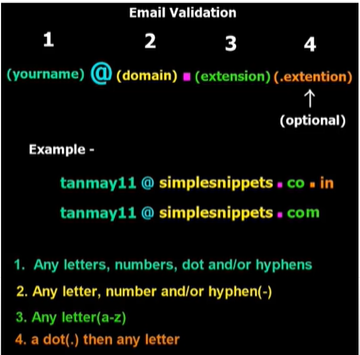 Email Validation
1 2 3 4
(yourname) @ (domain) . (extension) (.extention)
↑
(optional)
Example -
tanmay11 @ simplesnippets . co . in
tanmay11 @ simplesnippets . com
1. Any letters, numbers, dot and/or hyphens
2. Any letter, number and/or hyphen(-)
3. Any letter(a-z)
4. a dot(.) then any letter